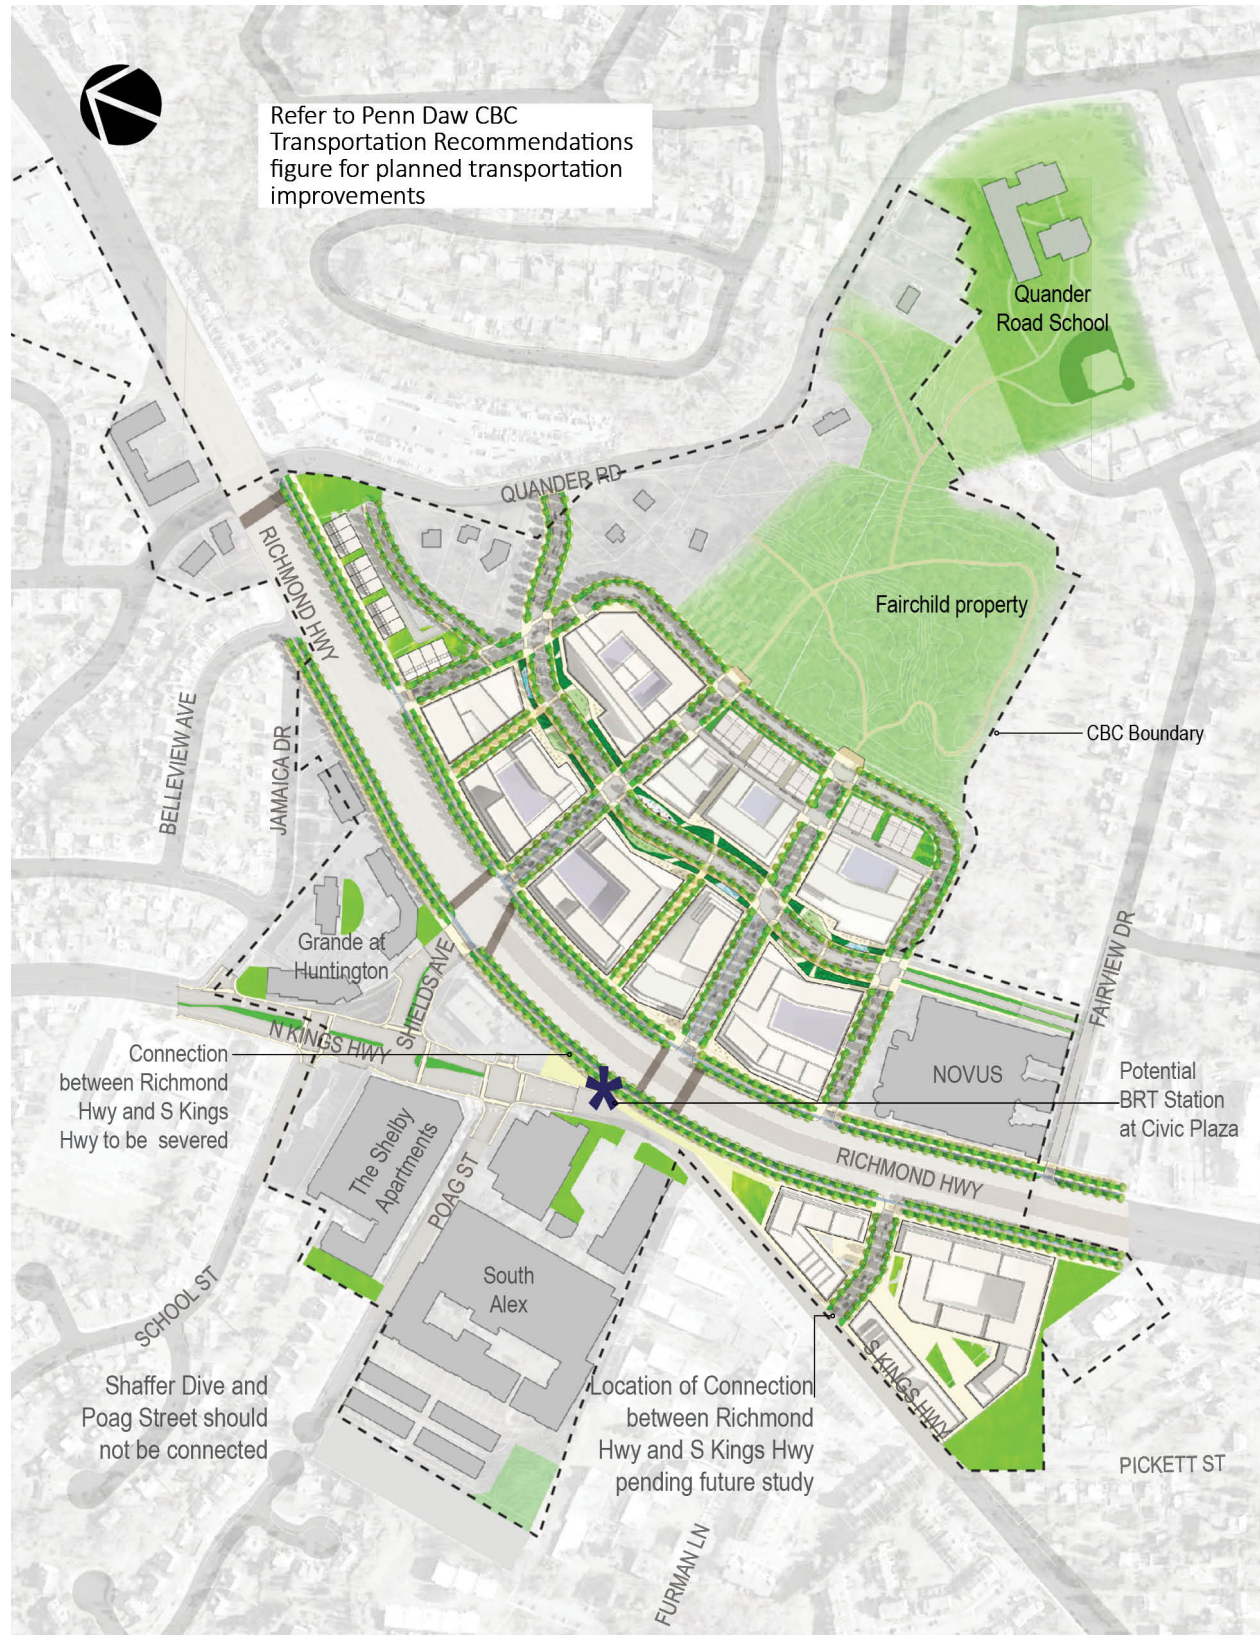 Refer to Penn Daw CBC
Transportation Recommendations
figure for planned transportation
improvements
Quander
Road School
QUANDER RD
RICHMOND HWY
Fairchild property
CBC Boundary
BELLEVIEW AVE
JAMAICA DR
Grande at
Huntington
SHIELDS AVE
N KINGS HWY
FAIRVIEW DR
Connection
between Richmond
Hwy and S Kings
Hwy to be severed
NOVUS
Potential
BRT Station
at Civic Plaza
The Shelby
Apartments
POAG ST
RICHMOND HWY
South
Alex
SCHOOL ST
S KINGS HWY
Shaffer Dive and
Poag Street should
not be connected
Location of Connection
between Richmond
Hwy and S Kings Hwy
pending future study
PICKETT ST
FURMAN LN